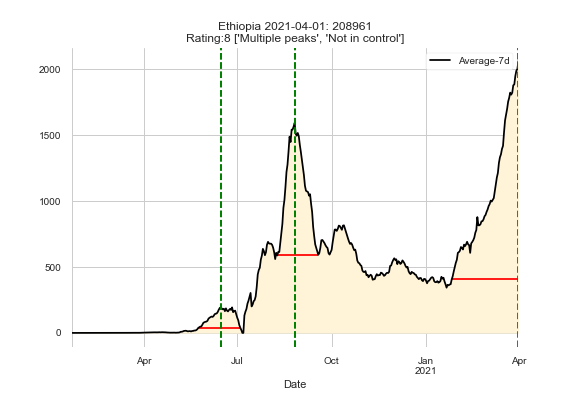 Ethiopia 2021-04-01: 208961
Rating:8 ['Multiple peaks', 'Not in control']
Average-7d
2000
1500
1000
500
0
Apr Jul Oct Jan Apr
2021
Date